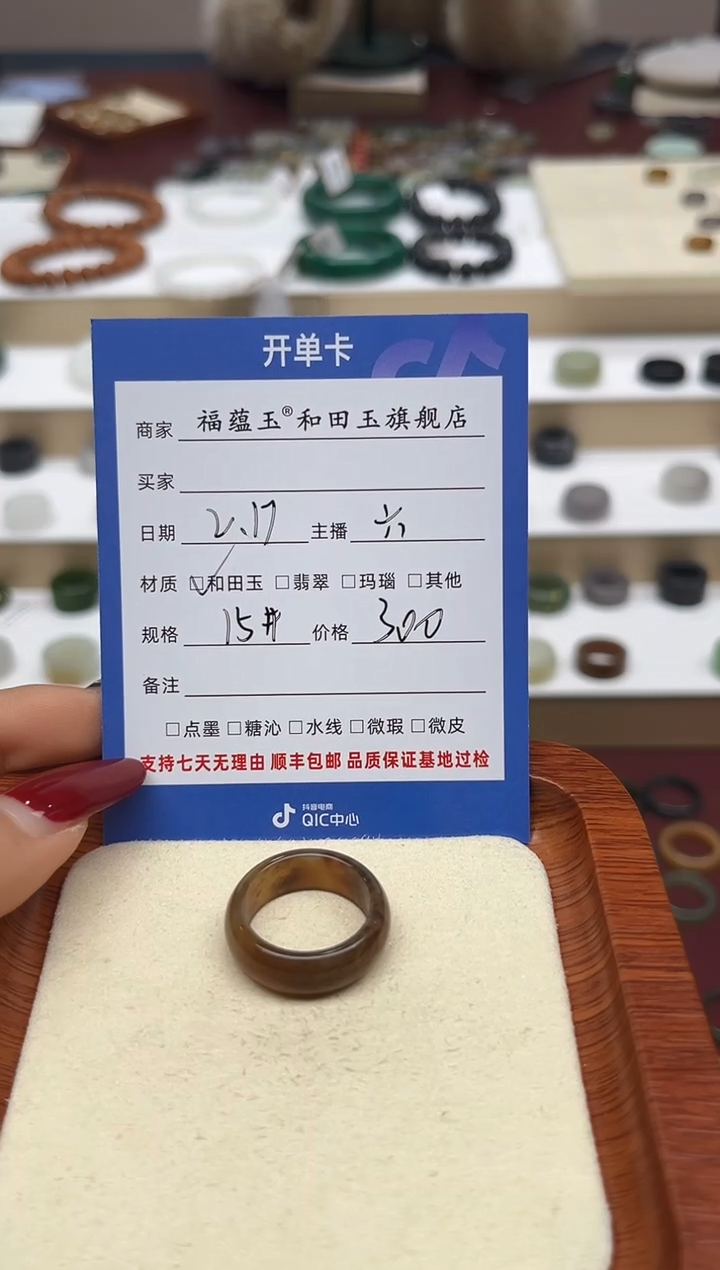 开单卡
商家 福蕴玉®和田玉旗舰店
买家
日期 2.17 主播 六
材质 ☑和田玉 □翡翠 □玛瑙 □其他
规格 15# 价格 300
备注
□点墨 □糖沁 □水线 □微瑕 □微皮
支持七天无理由 顺丰包邮 品质保证基地过检
抖音电商
QIC中心